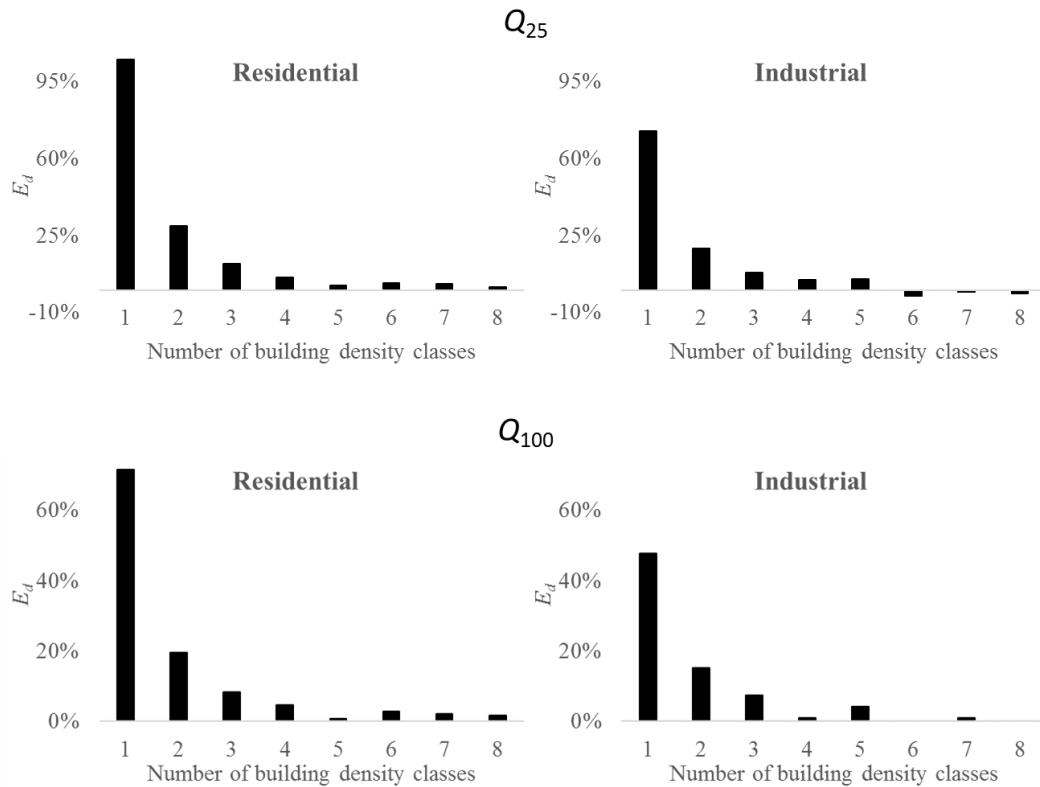 Q25
Residential
95%
60%
25%
-10%
Ed
1 2 3 4 5 6 7 8
Number of building density classes
Industrial
95%
60%
25%
-10%
Ed
1 2 3 4 5 6 7 8
Number of building density classes
Q100
Residential
60%
40%
20%
0%
Ed
1 2 3 4 5 6 7 8
Number of building density classes
Industrial
60%
40%
20%
0%
Ed
1 2 3 4 5 6 7 8
Number of building density classes